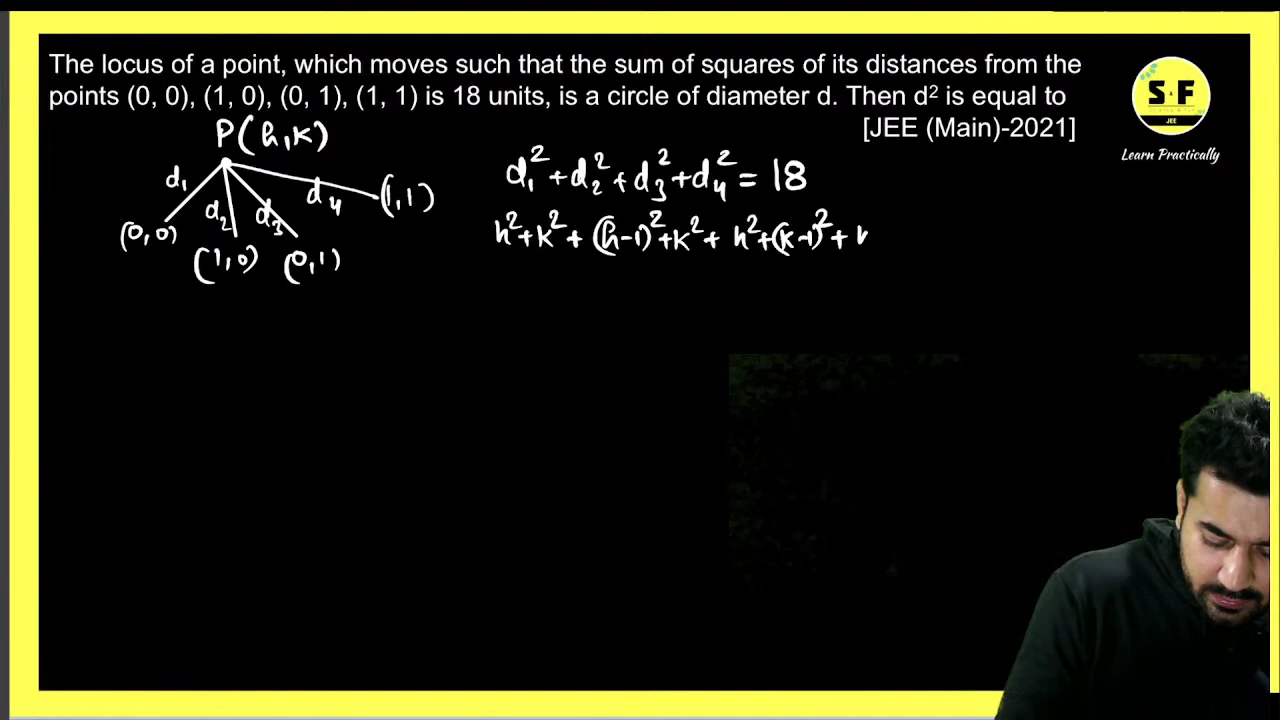 The locus of a point, which moves such that the sum of squares of its distances from the
points (0, 0), (1, 0), (0, 1), (1, 1) is 18 units, is a circle of diameter d. Then d² is equal to
[JEE (Main)-2021]
S & F
JEE
Learn Practically
P(h,k)
d₁
d₂
d₃
d₄
(0,0)
(1,0)
(0,1)
(1,1)
d₁² + d₂² + d₃² + d₄² = 18
h² + k² + (h-1)² + k² + h² + (k-1)² +